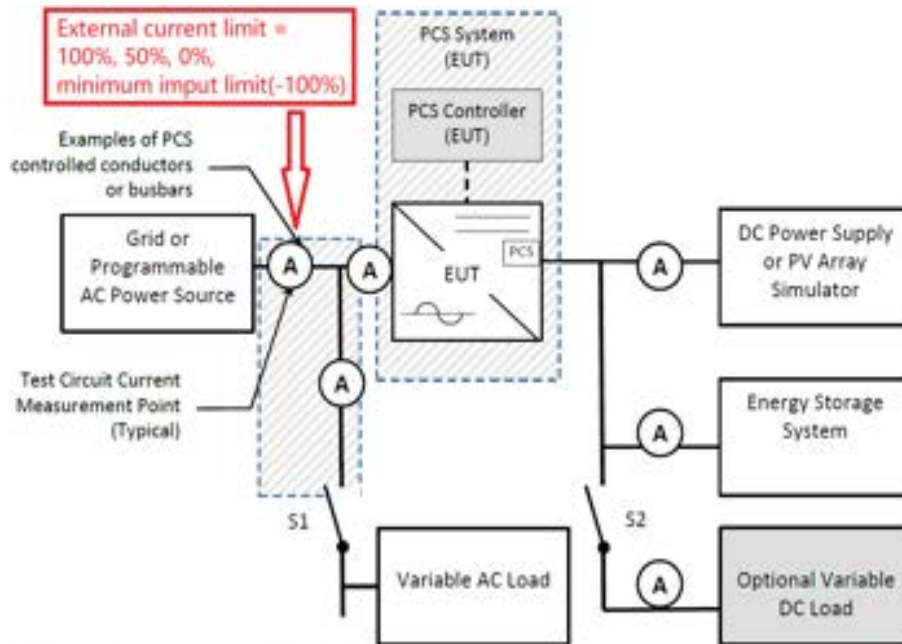 External current limit =
100%, 50%, 0%,
minimum imput limit(-100%)
PCS System
(EUT)
PCS Controller
(EUT)
Examples of PCS
controlled conductors
or busbars
Grid or
Programmable
AC Power Source
A
A
EUT
PCS
A
DC Power Supply
or PV Array
Simulator
Test Circuit Current
Measurement Point
(Typical)
A
A
Energy Storage
System
S1
S2
Variable AC Load
A
Optional Variable
DC Load